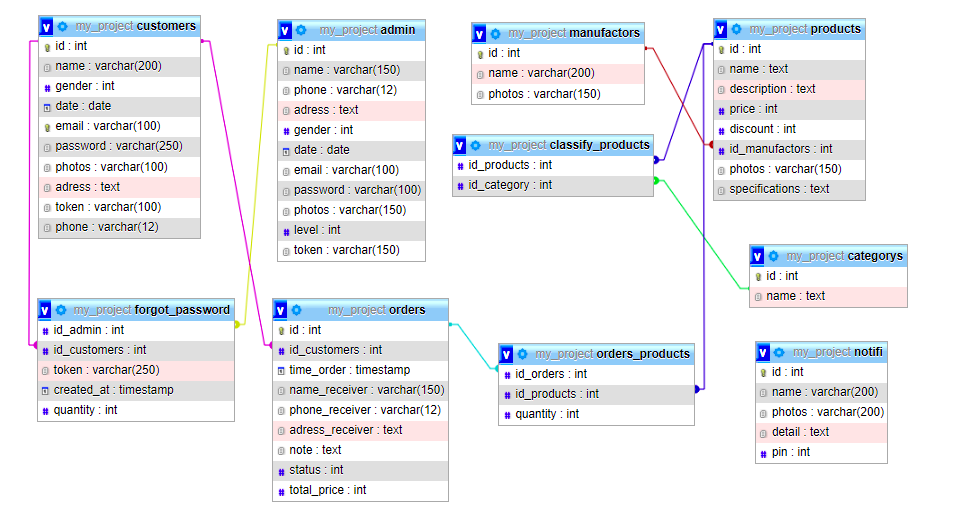 my_project customers
id : int
name : varchar(200)
gender : int
date : date
email : varchar(100)
password : varchar(250)
photos : varchar(100)
adress : text
token : varchar(100)
phone : varchar(12)
my_project admin
id : int
name : varchar(150)
phone : varchar(12)
adress : text
gender : int
date : date
email : varchar(100)
password : varchar(100)
photos : varchar(150)
level : int
token : varchar(150)
my_project manufactors
id : int
name : varchar(200)
photos : varchar(150)
my_project products
id : int
name : text
description : text
price : int
discount : int
id_manufactors : int
photos : varchar(150)
specifications : text
my_project classify_products
id_products : int
id_category : int
my_project categorys
id : int
name : text
my_project forgot_password
id_admin : int
id_customers : int
token : varchar(250)
created_at : timestamp
quantity : int
my_project orders
id : int
id_customers : int
time_order : timestamp
name_receiver : varchar(150)
phone_receiver : varchar(12)
adress_receiver : text
note : text
status : int
total_price : int
my_project orders_products
id_orders : int
id_products : int
quantity : int
my_project notifi
id : int
name : varchar(200)
photos : varchar(200)
detail : text
pin : int